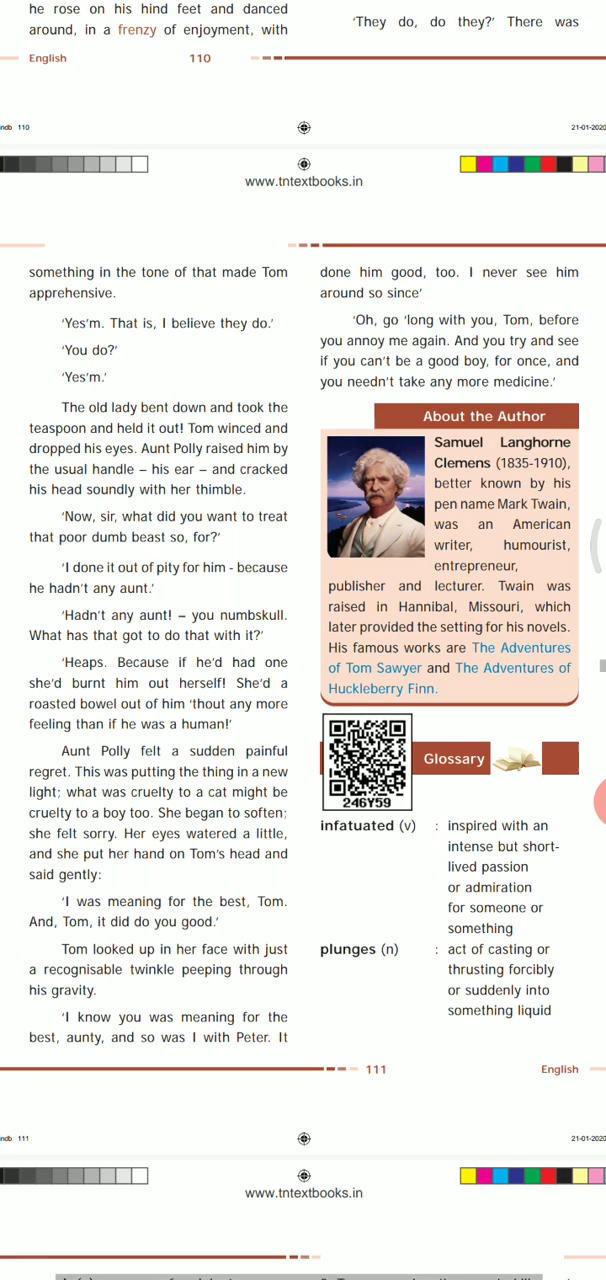 he rose on his hind feet and danced
around, in a frenzy of enjoyment, with
'They do, do they?' There was
English
110
indb 110
21-01-2020
www.tntextbooks.in
something in the tone of that made Tom
apprehensive.
'Yes'm. That is, I believe they do.'
'You do?'
'Yes'm.'
The old lady bent down and took the
teaspoon and held it out! Tom winced and
dropped his eyes. Aunt Polly raised him by
the usual handle – his ear – and cracked
his head soundly with her thimble.
'Now, sir, what did you want to treat
that poor dumb beast so, for?'
'I done it out of pity for him - because
he hadn't any aunt.'
'Hadn't any aunt! – you numbskull.
What has that got to do that with it?'
'Heaps. Because if he'd had one
she'd burnt him out herself! She'd a
roasted bowel out of him 'thout any more
feeling than if he was a human!'
Aunt Polly felt a sudden painful
regret. This was putting the thing in a new
light; what was cruelty to a cat might be
cruelty to a boy too. She began to soften;
she felt sorry. Her eyes watered a little,
and she put her hand on Tom's head and
said gently:
'I was meaning for the best, Tom.
And, Tom, it did do you good.'
Tom looked up in her face with just
a recognisable twinkle peeping through
his gravity.
'I know you was meaning for the
best, aunty, and so was I with Peter. It
done him good, too. I never see him
around so since'
'Oh, go 'long with you, Tom, before
you annoy me again. And you try and see
if you can't be a good boy, for once, and
you needn't take any more medicine.'
About the Author
Samuel Langhorne
Clemens (1835-1910),
better known by his
pen name Mark Twain,
was an American
writer, humourist,
entrepreneur,
publisher and lecturer. Twain was
raised in Hannibal, Missouri, which
later provided the setting for his novels.
His famous works are The Adventures
of Tom Sawyer and The Adventures of
Huckleberry Finn.
246Y59
Glossary
infatuated (v) : inspired with an
intense but short-
lived passion
or admiration
for someone or
something
plunges (n) : act of casting or
thrusting forcibly
or suddenly into
something liquid
111
English
indb 111
21-01-2020
www.tntextbooks.in